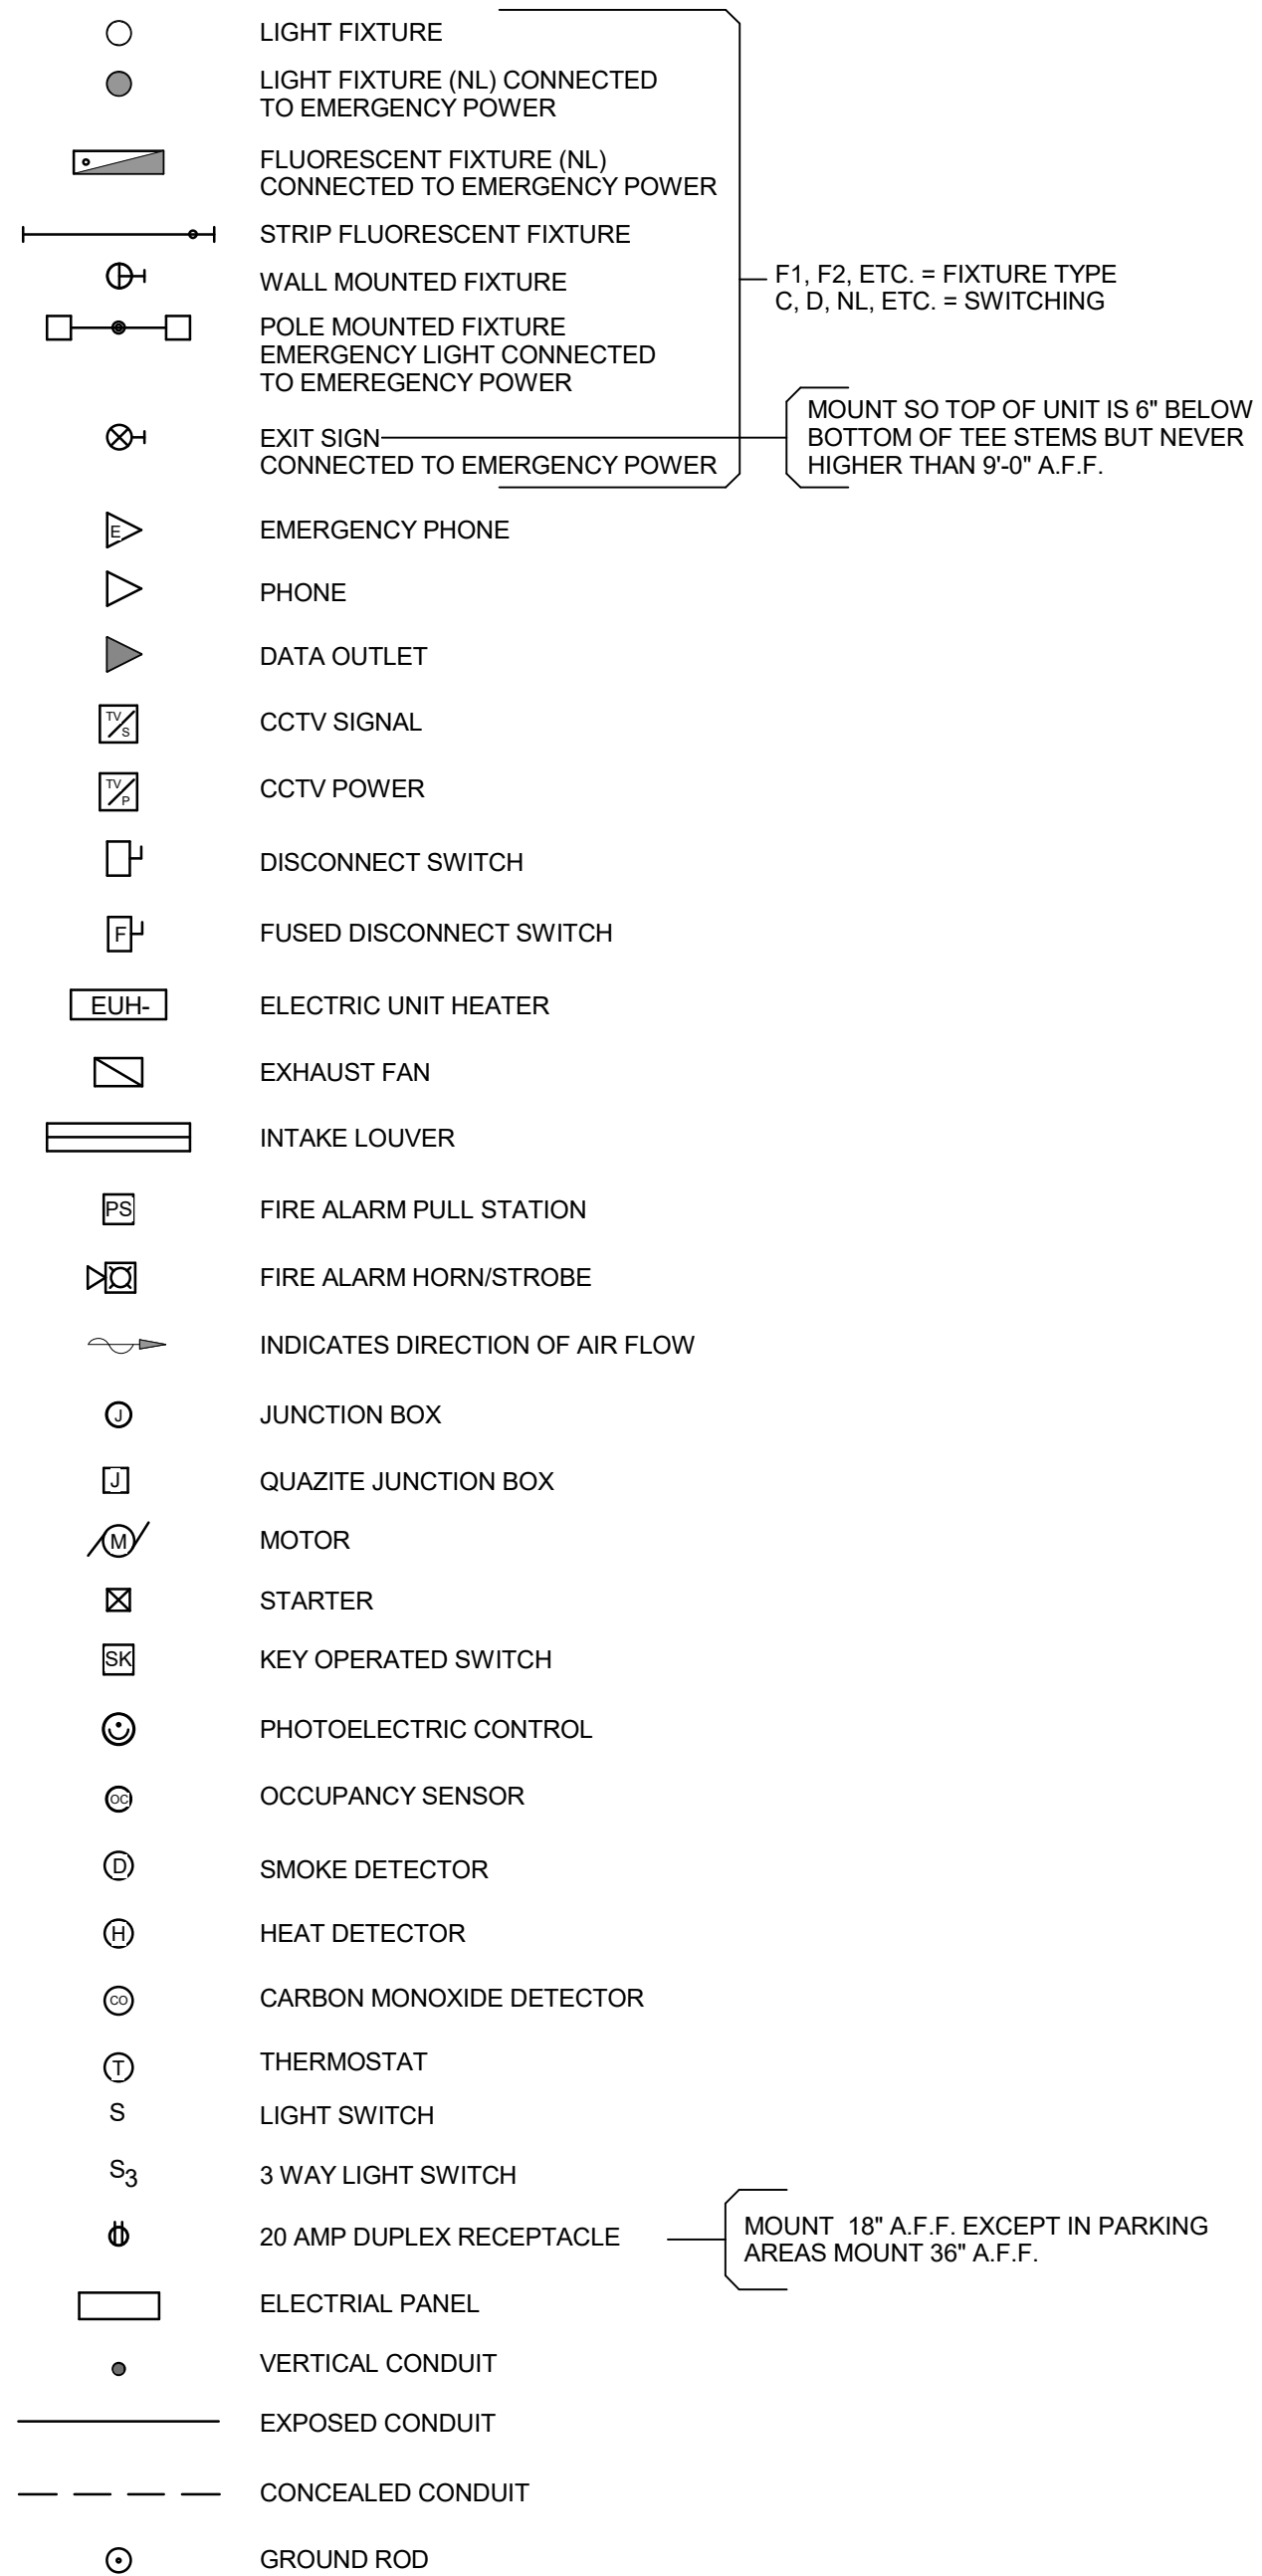 LIGHT FIXTURE
LIGHT FIXTURE (NL) CONNECTED
TO EMERGENCY POWER
FLUORESCENT FIXTURE (NL)
CONNECTED TO EMERGENCY POWER
STRIP FLUORESCENT FIXTURE
WALL MOUNTED FIXTURE
F1, F2, ETC. = FIXTURE TYPE
C, D, NL, ETC. = SWITCHING
POLE MOUNTED FIXTURE
EMERGENCY LIGHT CONNECTED
TO EMEREGENCY POWER
EXIT SIGN
CONNECTED TO EMERGENCY POWER
MOUNT SO TOP OF UNIT IS 6" BELOW
BOTTOM OF TEE STEMS BUT NEVER
HIGHER THAN 9'-0" A.F.F.
E EMERGENCY PHONE
PHONE
DATA OUTLET
TV/S CCTV SIGNAL
TV/P CCTV POWER
DISCONNECT SWITCH
F FUSED DISCONNECT SWITCH
EUH- ELECTRIC UNIT HEATER
EXHAUST FAN
INTAKE LOUVER
PS FIRE ALARM PULL STATION
FIRE ALARM HORN/STROBE
INDICATES DIRECTION OF AIR FLOW
J JUNCTION BOX
J QUAZITE JUNCTION BOX
M MOTOR
STARTER
SK KEY OPERATED SWITCH
PHOTOELECTRIC CONTROL
OC OCCUPANCY SENSOR
D SMOKE DETECTOR
H HEAT DETECTOR
CO CARBON MONOXIDE DETECTOR
T THERMOSTAT
S LIGHT SWITCH
S3 3 WAY LIGHT SWITCH
20 AMP DUPLEX RECEPTACLE
MOUNT 18" A.F.F. EXCEPT IN PARKING
AREAS MOUNT 36" A.F.F.
ELECTRIAL PANEL
VERTICAL CONDUIT
EXPOSED CONDUIT
CONCEALED CONDUIT
GROUND ROD